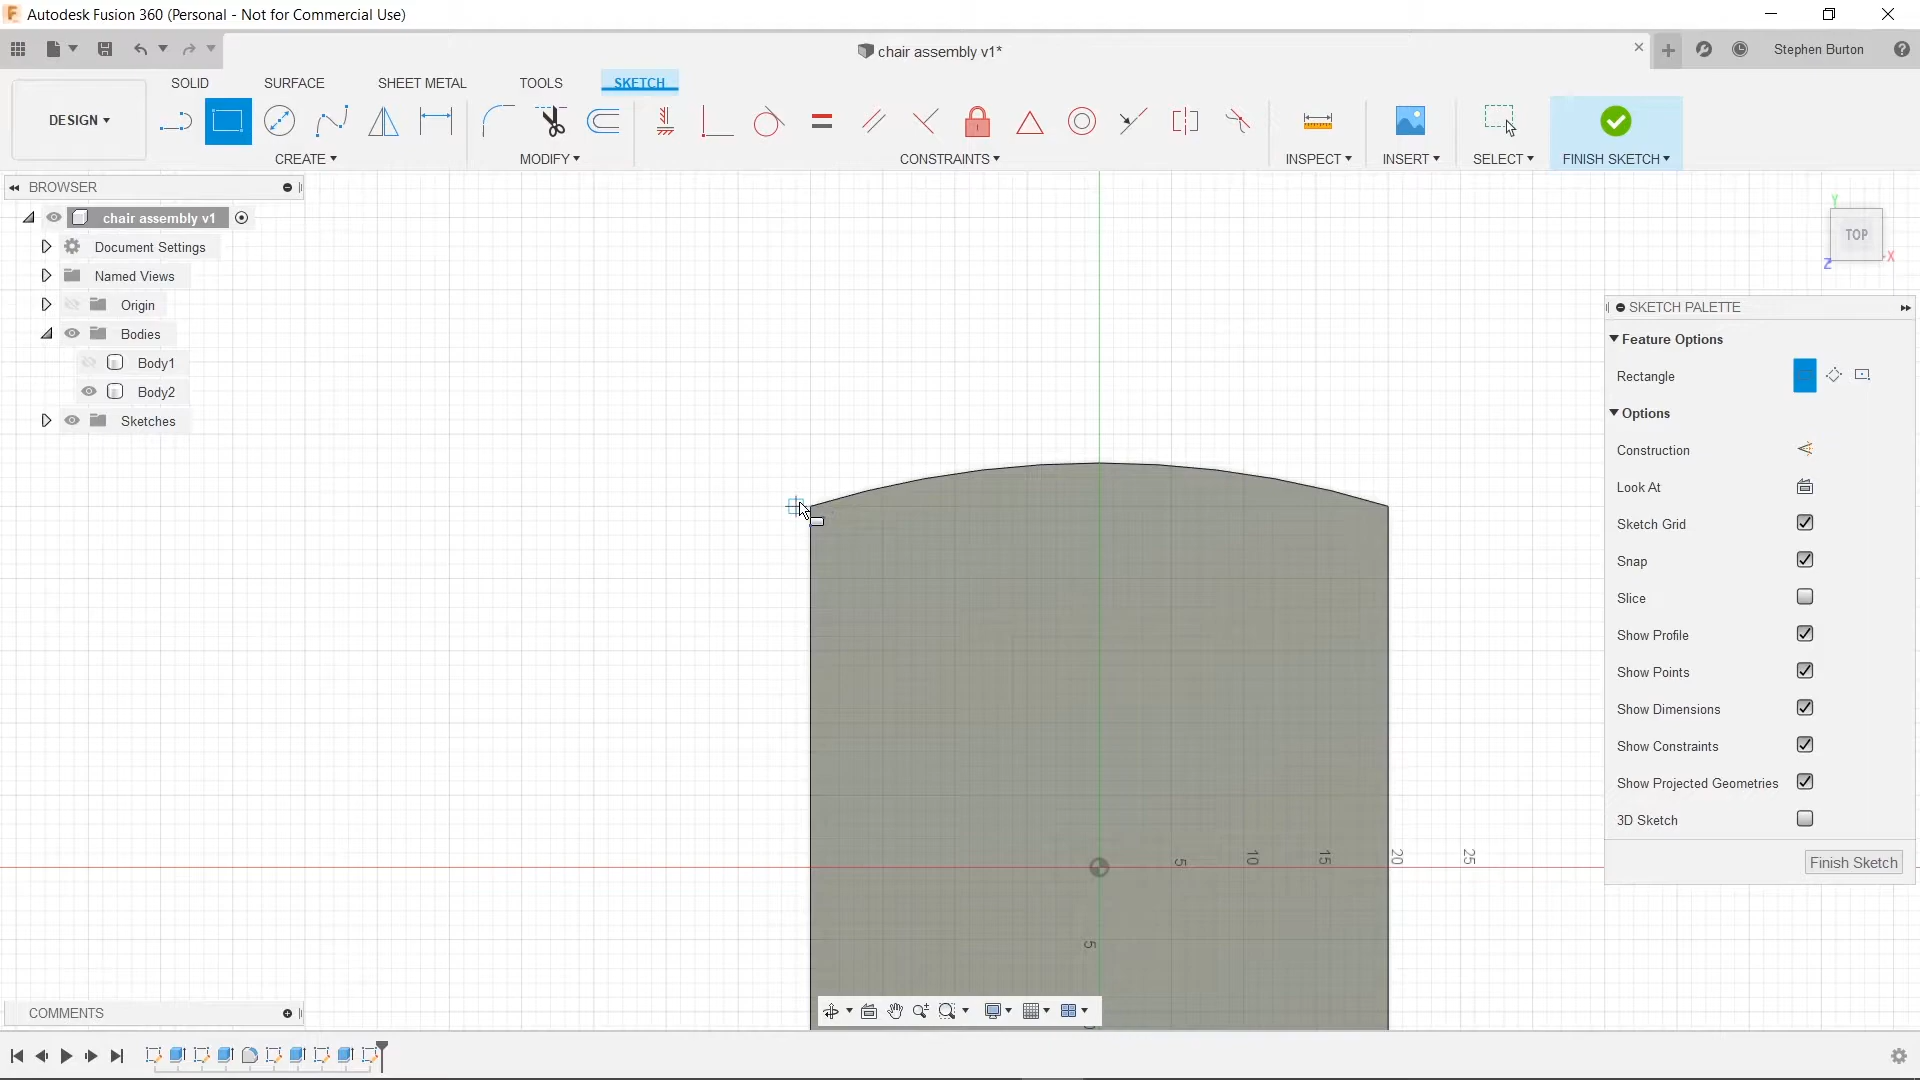 Autodesk Fusion 360 (Personal - Not for Commercial Use)
chair assembly v1*
Stephen Burton
SOLID SURFACE SHEET METAL TOOLS SKETCH
DESIGN
CREATE MODIFY CONSTRAINTS INSPECT INSERT SELECT FINISH SKETCH
BROWSER
chair assembly v1
Document Settings
Named Views
Origin
Bodies
Body1
Body2
Sketches
Y
TOP
X
Z
SKETCH PALETTE
Feature Options
Rectangle
Options
Construction
Look At
Sketch Grid
Snap
Slice
Show Profile
Show Points
Show Dimensions
Show Constraints
Show Projected Geometries
3D Sketch
Finish Sketch
5 10 15 20 25
5
COMMENTS